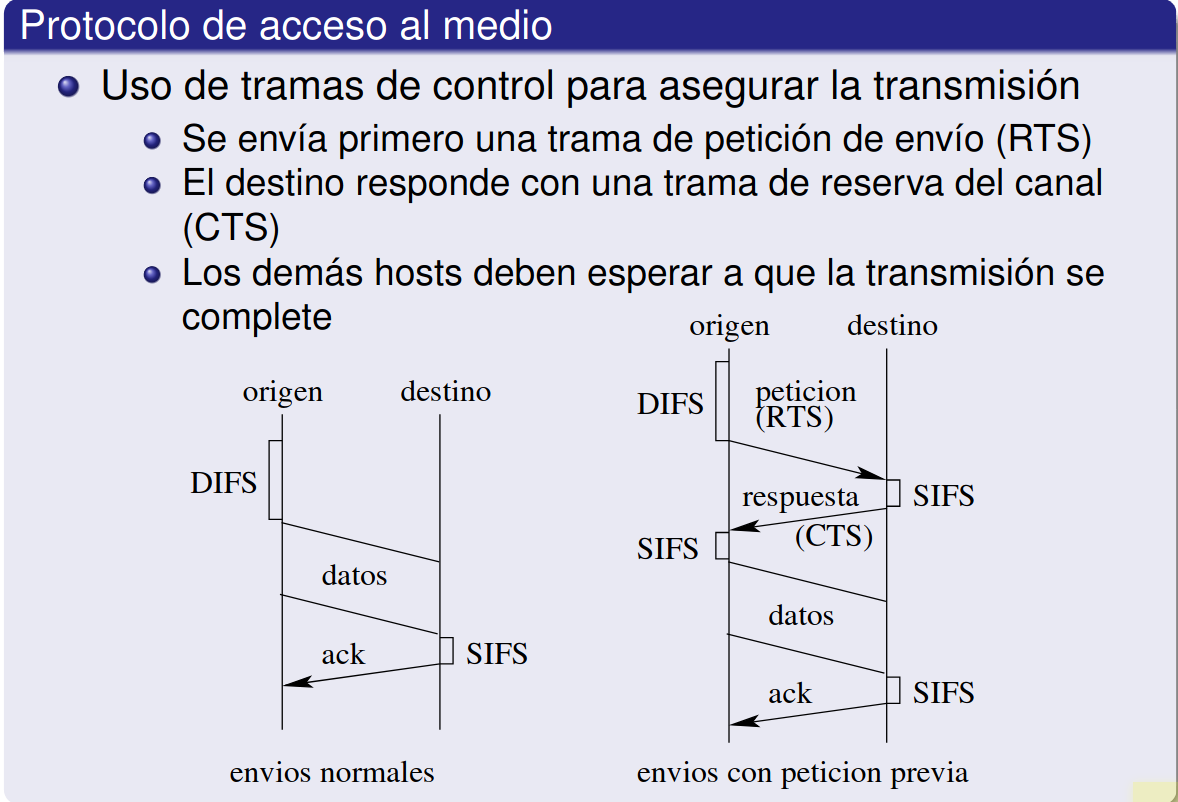 Protocolo de acceso al medio
Uso de tramas de control para asegurar la transmisión
Se envía primero una trama de petición de envío (RTS)
El destino responde con una trama de reserva del canal
(CTS)
Los demás hosts deben esperar a que la transmisión se
complete
origen destino
DIFS
datos
ack SIFS
envios normales
origen destino
DIFS
peticion
(RTS)
respuesta SIFS
(CTS)
SIFS
datos
ack SIFS
envios con peticion previa